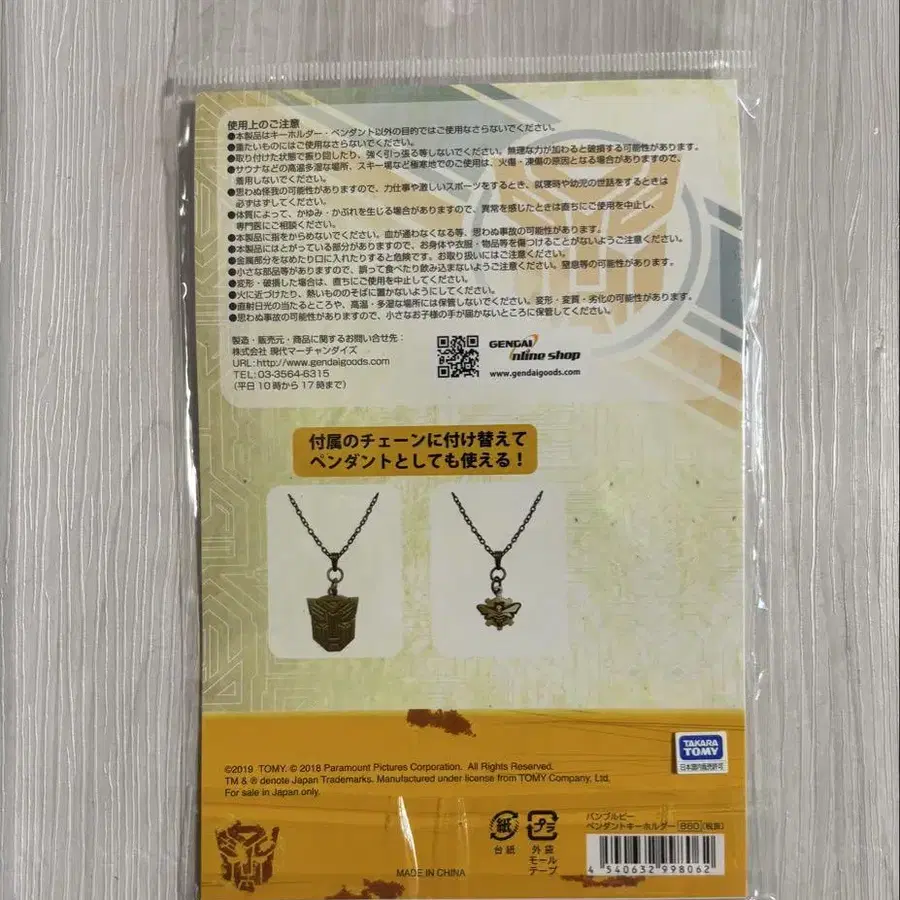 使用上のご注意
●本製品はキーホルダー・ペンダント以外の目的ではご使用なさらないでください。
●重たいものにはご使用なさらないでください。
●取り付けた状態で振り回したり、強く引っ張る等しないでください。無理な力が加わると破損する可能性があります。
●サウナなどの高温多湿な場所、スキー場など極寒地でのご使用は、火傷・凍傷の原因となる場合がありますので、
着用しないでください。
●思わぬ怪我の可能性がありますので、力仕事や激しいスポーツをするとき、就寝時や幼児の世話をするときは
必ずはずしてください。
●体質によって、かゆみ・かぶれを生じる場合がありますので、異常を感じたときは直ちにご使用を中止し、
専門医にご相談ください。
●本製品に指をからめないでください。血が通わなくなる等、思わぬ事故の可能性があります。
●本製品にはとがっている部分がありますので、お身体や衣服・物品等を傷つけることがないようご注意ください。
●金属部分をなめたり口に入れたりすると危険です。お取り扱いにはご注意ください。
●小さな部品等がありますので、誤って食べたり飲み込まないようご注意ください。窒息等の可能性があります。
●変形・破損した場合は、直ちにご使用を中止してください。
●火に近づけたり、熱いもののそばに置かないようにしてください。
●直射日光の当たるところや、高温・多湿な場所には保管しないでください。変形・変質・劣化の可能性があります。
●思わぬ事故の可能性がありますので、小さなお子様の手が届かないところに保管してください。
製造・販売元・商品に関するお問い合せ先：
株式会社 現代マーチャンダイズ
URL:http://www.gendaigoods.com
TEL:03-3564-6315
(平日10時から17時まで)
GENDAI
Online shop
www.gendaigoods.com
付属のチェーンに付け替えて
ペンダントとしても使える！
©2019 TOMY. © 2018 Paramount Pictures Corporation. All Rights Reserved.
TM & ® denote Japan Trademarks. Manufactured under license from TOMY Company, Ltd.
For sale in Japan only.
TAKARA
TOMY
日本国内販売許可
紙
台紙
プラ
外袋
モール
テープ
バンブルビー
ペンダントキーホルダー 880(税抜)
4 540632 998062
MADE IN CHINA